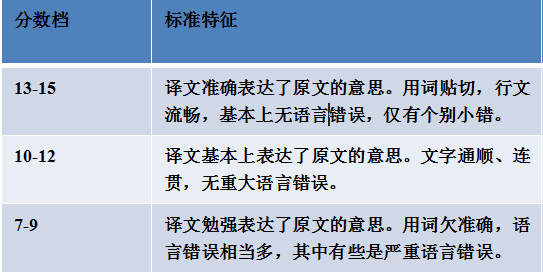 分数档 标准特征
13-15 译文准确表达了原文的意思。用词贴切，行文
流畅，基本上无语言错误，仅有个别小错。
10-12 译文基本上表达了原文的意思。文字通顺、连
贯，无重大语言错误。
7-9 译文勉强表达了原文的意思。用词欠准确，语
言错误相当多，其中有些是严重语言错误。